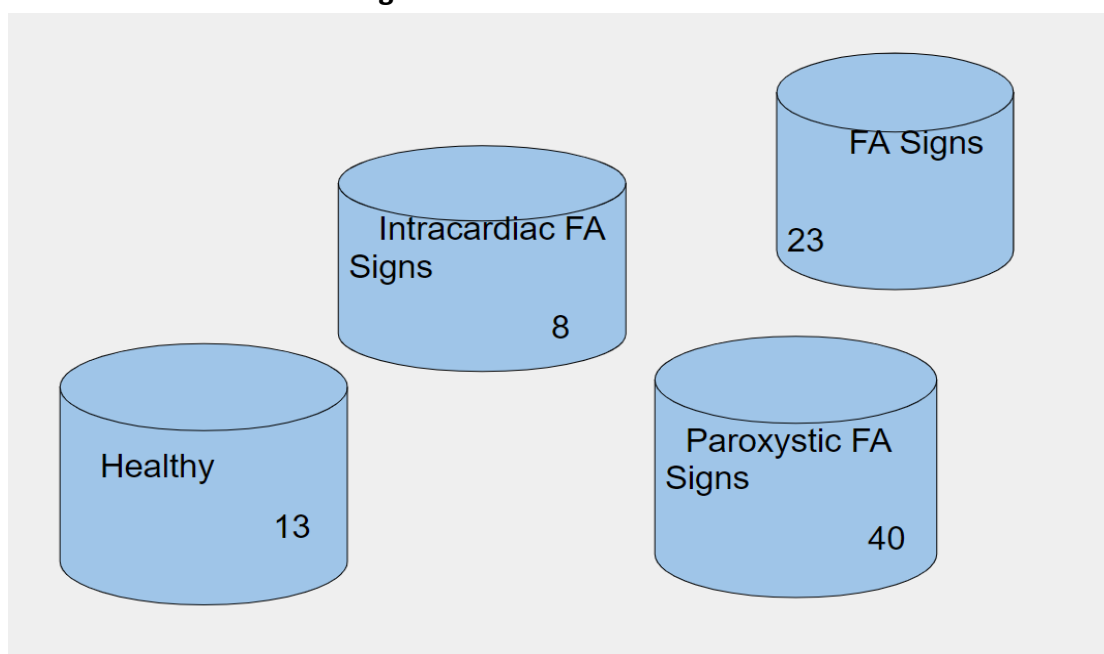 FA Signs
23
Intracardiac FA
Signs
8
Healthy
13
Paroxystic FA
Signs
40